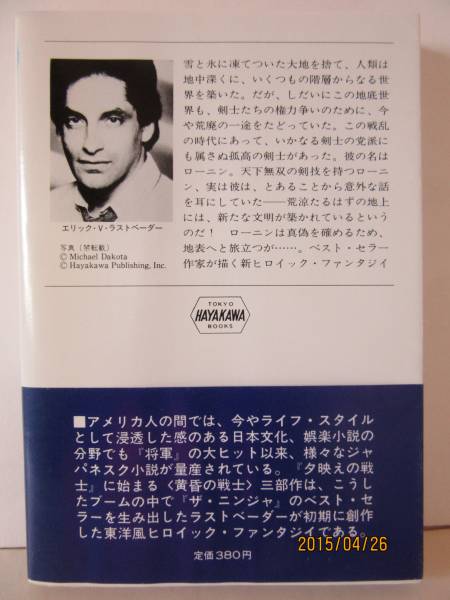 雪と氷に凍てついた大地を捨て、人類は
地中深くに、いくつもの階層からなる世
界を築いた。だが、しだいにこの地底世
界も、剣士たちの権力争いのために、今
や荒廃の一途をたどっていた。この戦乱
の時代にあって、いかなる剣士の党派に
も属さぬ孤高の剣士があった。彼の名は
ローニン。天下無双の剣技を持つローニ
ン、実は彼は、とあることから意外な話
を耳にしていた──荒涼たるはずの地上
には、新たな文明が築かれているという
のだ！　ローニンは真偽を確めるため、
地表へと旅立つが……。ベスト・セラー
作家が描く新ヒロイック・ファンタジイ
エリック・V・ラストベーダー
写真〔禁転載〕
© Michael Dakota
© Hayakawa Publishing, Inc.
TOKYO
HAYAKAWA
BOOKS
■アメリカ人の間では、今やライフ・スタイル
として浸透した感のある日本文化、娯楽小説の
分野でも『将軍』の大ヒット以来、様々なジャ
パネスク小説が量産されている。『夕映えの戦
士』に始まる〈黄昏の戦士〉三部作は、こうし
たブームの中で『ザ・ニンジャ』のベスト・セ
ラーを生み出したラストベーダーが初期に創作
した東洋風ヒロイック・ファンタジイである。
定価380円
2015/04/26